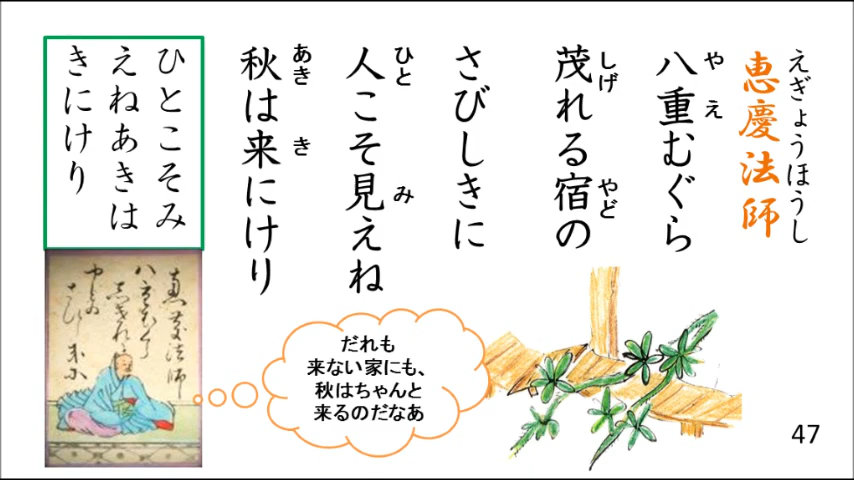 えぎょうほうし
恵慶法師
や え
八重むぐら
しげ やど
茂れる宿の
さびしきに
ひと み
人こそ見えね
あき き
秋は来にけり
ひとこそみ
えねあきは
きにけり
だれも
来ない家にも、
秋はちゃんと
来るのだなあ
47